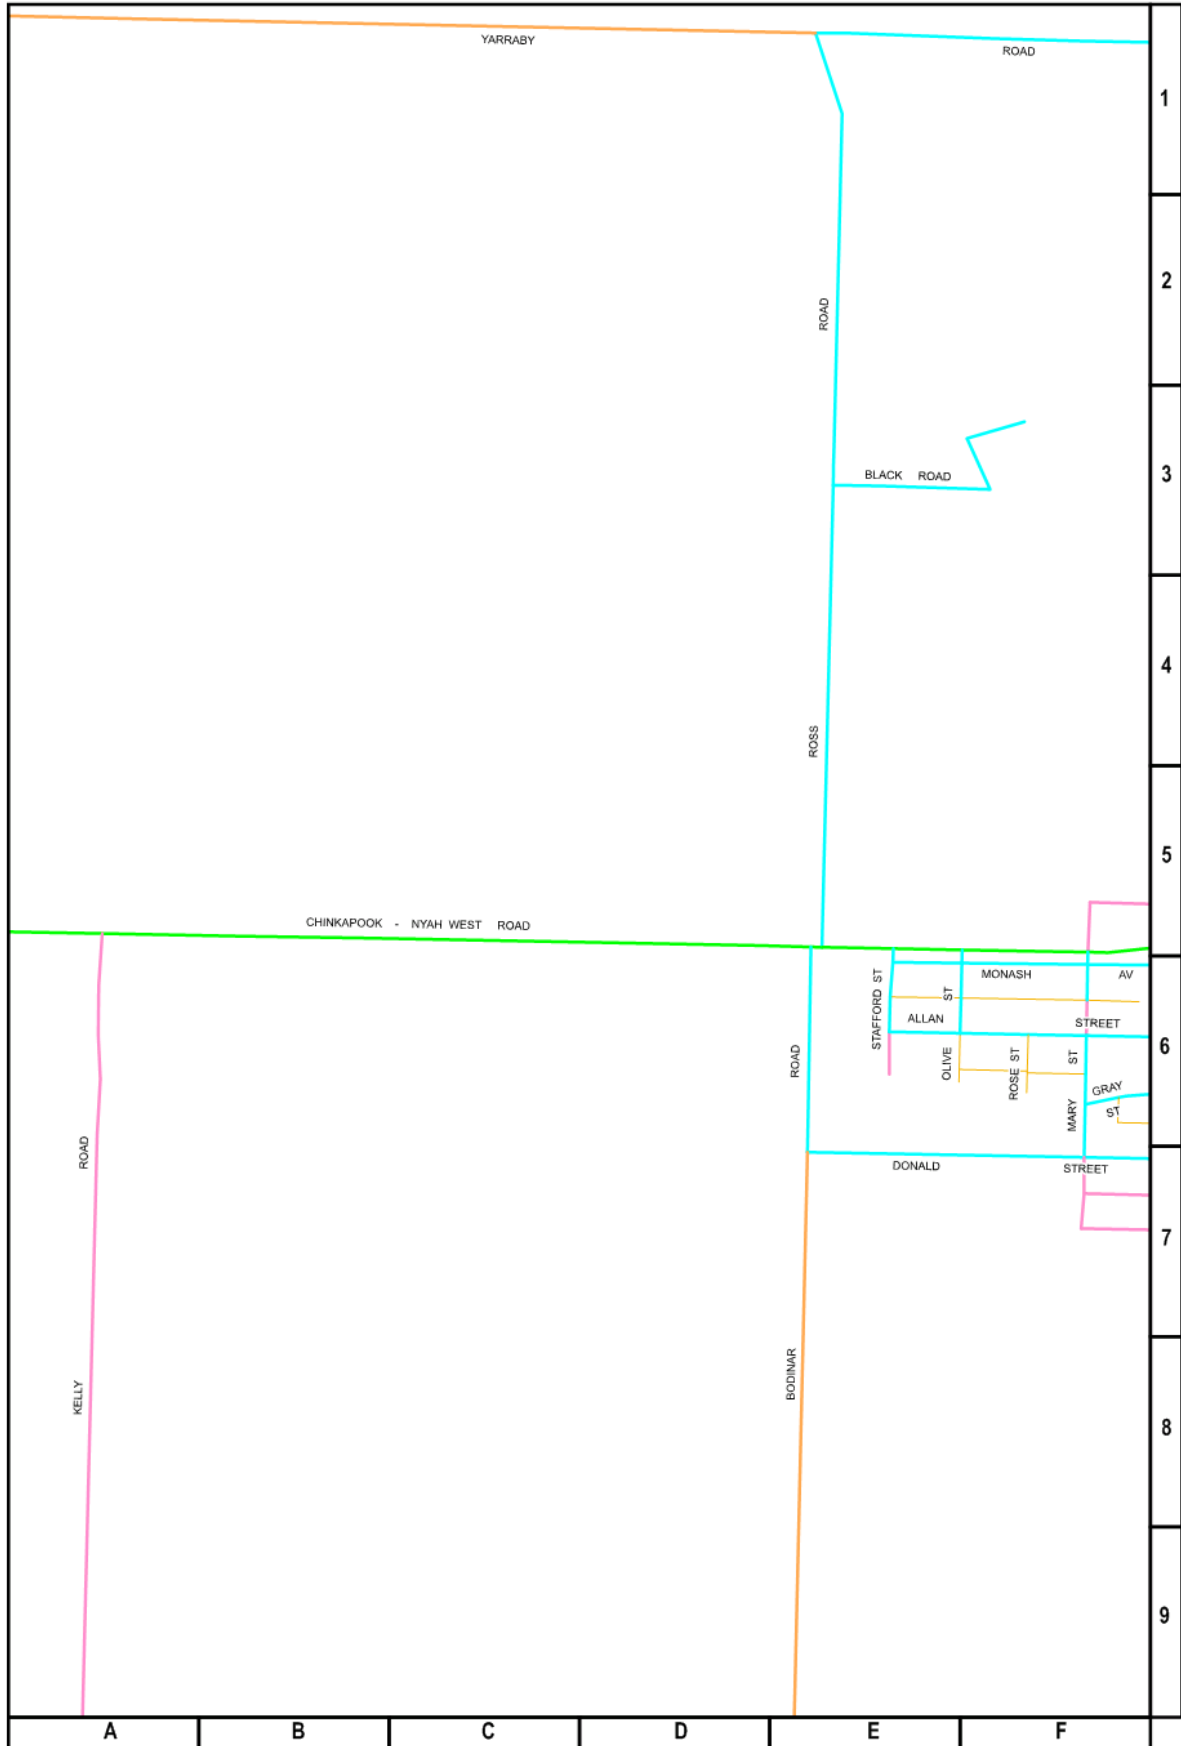 YARRABY
ROAD
1
2
ROAD
3
BLACK ROAD
4
ROSS
5
CHINKAPOOK - NYAH WEST ROAD
STAFFORD ST
MONASH AV
ST
ALLAN STREET
6
ROAD
OLIVE
ROSE ST
ST
GRAY
ST
MARY
ROAD
DONALD STREET
7
KELLY
BODINAR
8
9
A B C D E F